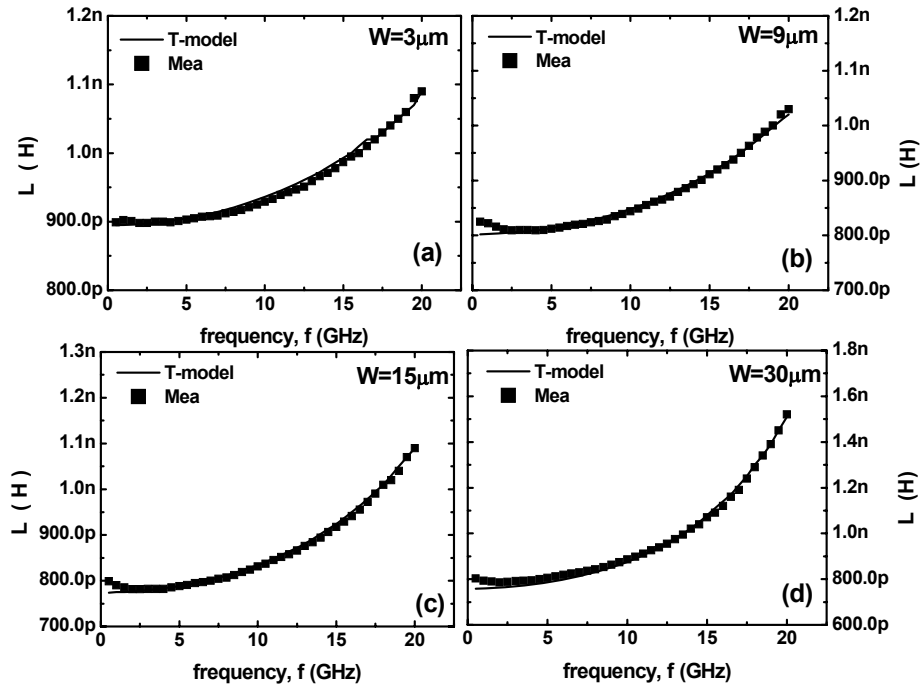 1.2n
1.1n
1.0n
900.0p
800.0p
L (H)
T-model
Mea
W=3μm
(a)
0 5 10 15 20
frequency, f (GHz)
1.2n
1.1n
1.0n
900.0p
800.0p
700.0p
L (H)
T-model
Mea
W=9μm
(b)
0 5 10 15 20
frequency, f (GHz)
1.3n
1.2n
1.1n
1.0n
900.0p
800.0p
700.0p
L (H)
T-model
Mea
W=15μm
(c)
0 5 10 15 20
frequency, f (GHz)
1.8n
1.6n
1.4n
1.2n
1.0n
800.0p
600.0p
L (H)
T-model
Mea
W=30μm
(d)
0 5 10 15 20
frequency, f (GHz)